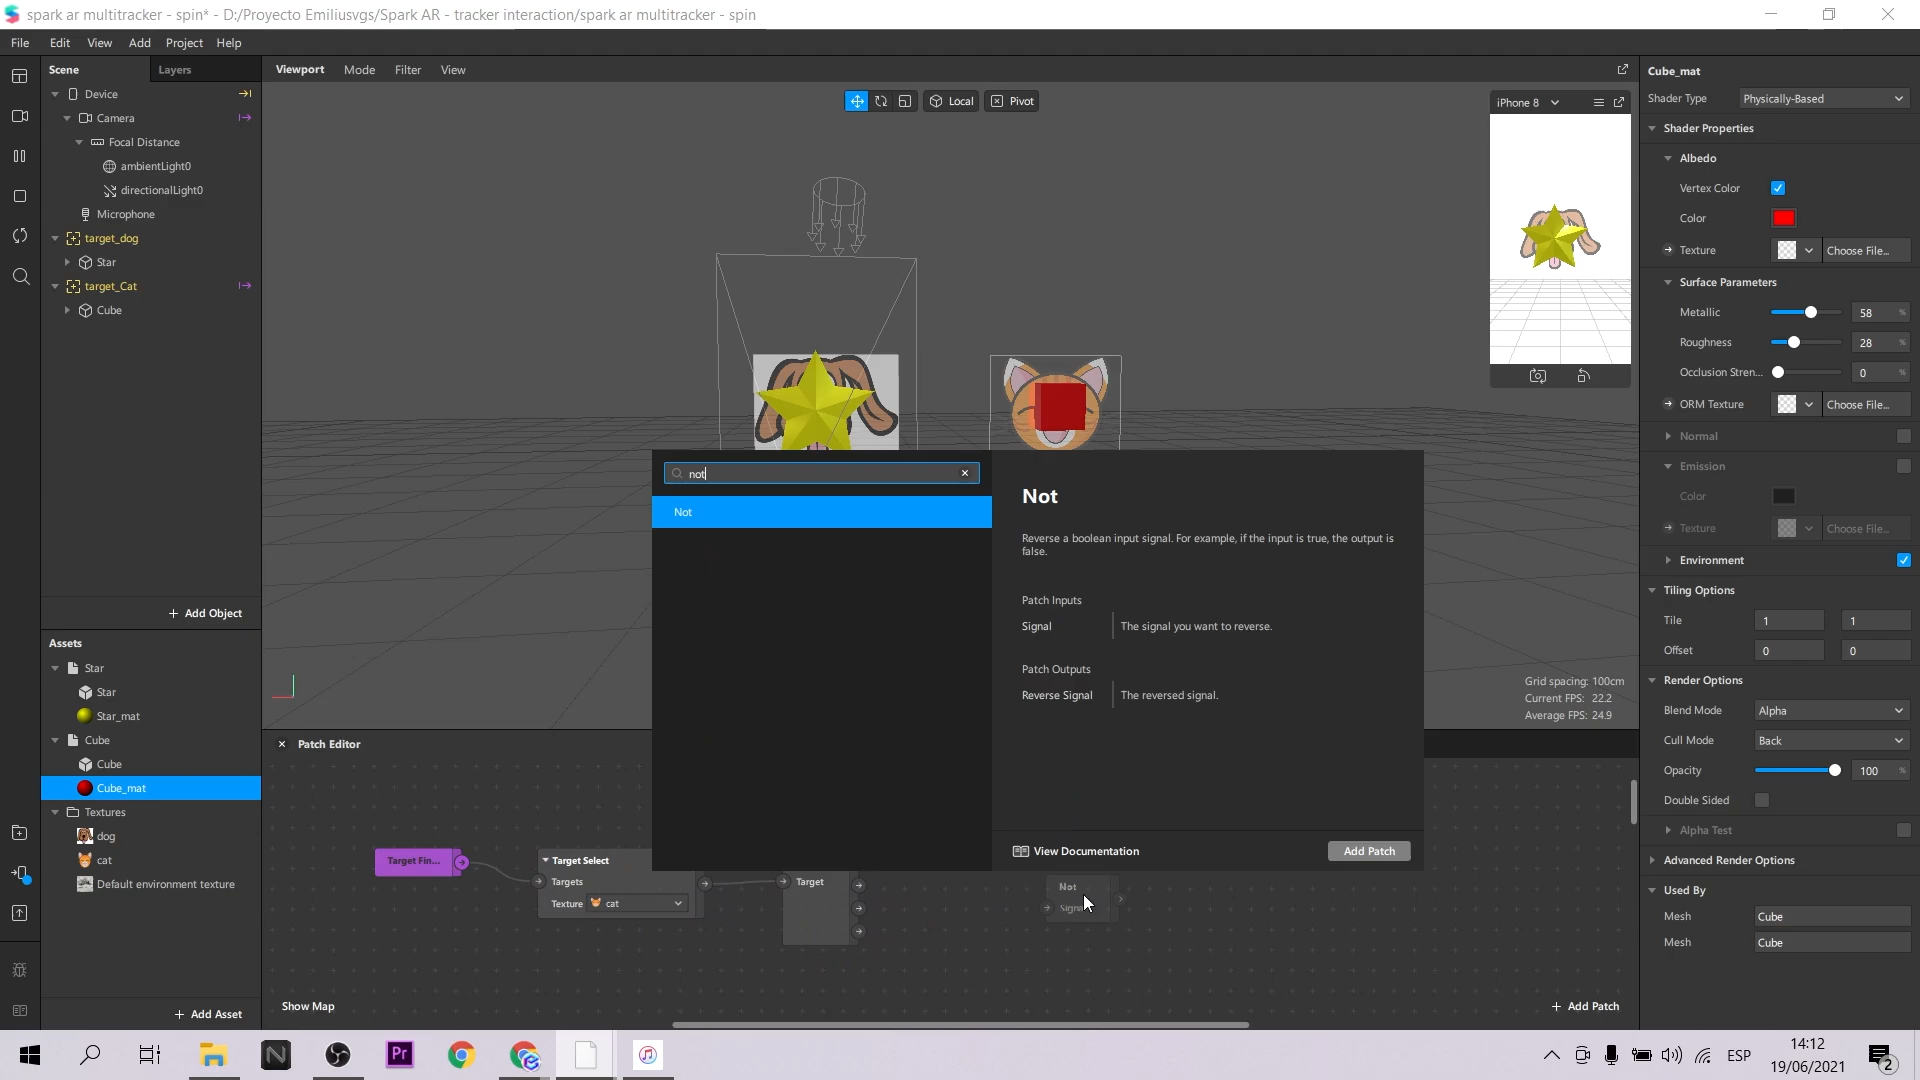 spark ar multitracker - spin* - D:/Proyecto Emiliusvgs/Spark AR - tracker interaction/spark ar multitracker - spin
File Edit View Add Project Help
Scene Layers
Device
Camera
Focal Distance
ambientLight0
directionalLight0
Microphone
target_dog
Star
target_Cat
Cube
+ Add Object
Assets
Star
Star
Star_mat
Cube
Cube
Cube_mat
Textures
dog
cat
Default environment texture
+ Add Asset
Viewport Mode Filter View
Local Pivot
iPhone 8
Grid spacing: 100cm
Current FPS: 22.2
Average FPS: 24.9
not
Not
Not
Reverse a boolean input signal. For example, if the input is true, the output is
false.
Patch Inputs
Signal The signal you want to reverse.
Patch Outputs
Reverse Signal The reversed signal.
View Documentation Add Patch
Patch Editor
Target Fin...
Target Select
Targets
Texture cat
Target
Not
Signal
Show Map
+ Add Patch
Cube_mat
Shader Type Physically-Based
Shader Properties
Albedo
Vertex Color
Color
Texture Choose File...
Surface Parameters
Metallic 58 %
Roughness 28 %
Occlusion Stren... 0 %
ORM Texture Choose File...
Normal
Emission
Color
Texture Choose File...
Environment
Tiling Options
Tile 1 1
Offset 0 0
Render Options
Blend Mode Alpha
Cull Mode Back
Opacity 100 %
Double Sided
Alpha Test
Advanced Render Options
Used By
Mesh Cube
Mesh Cube
N Pr
ESP
14:12
19/06/2021
2